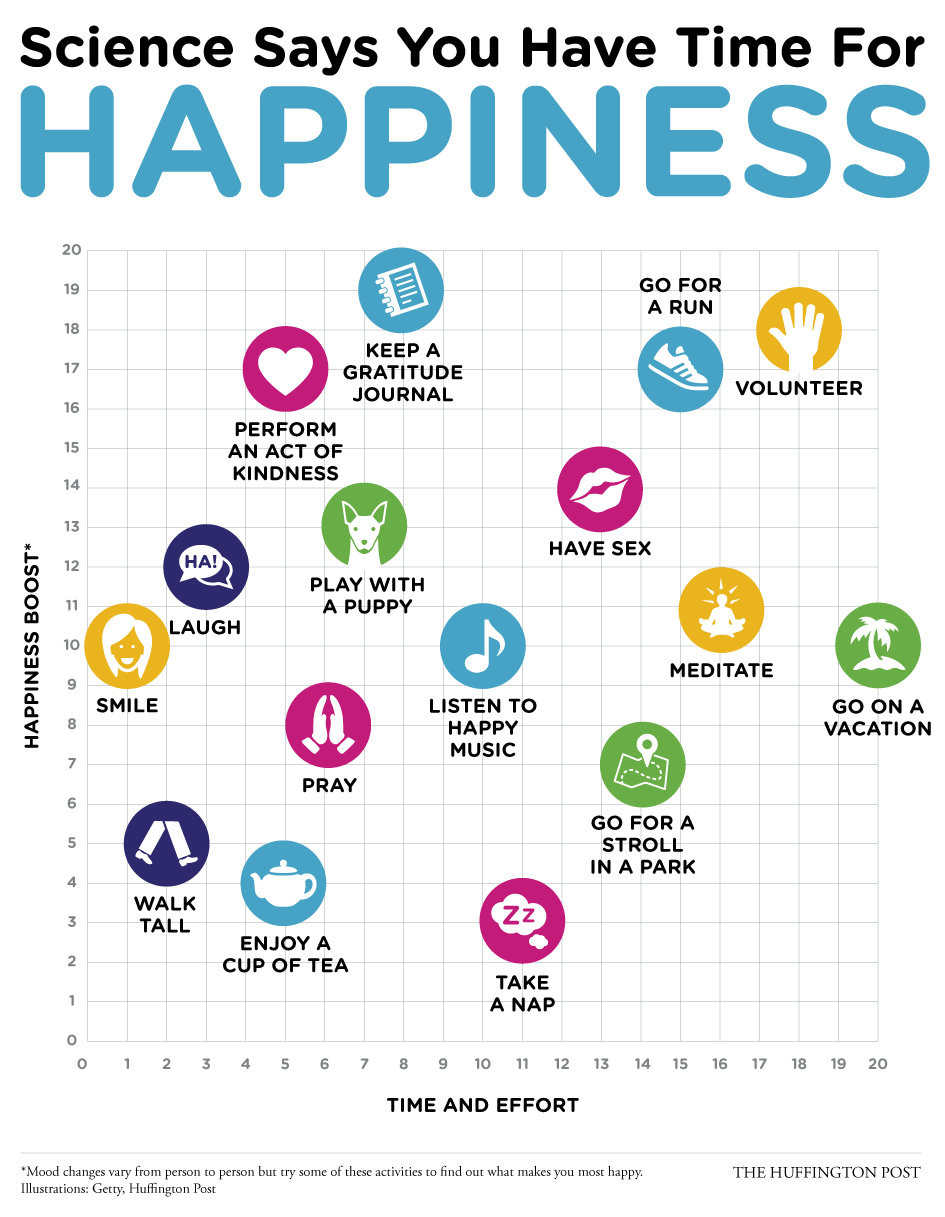 Science Says You Have Time For
HAPPINESS
HAPPINESS BOOST*
20
19
18
17
16
15
14
13
12
11
10
9
8
7
6
5
4
3
2
1
0
KEEP A
GRATITUDE
JOURNAL
GO FOR
A RUN
VOLUNTEER
PERFORM
AN ACT OF
KINDNESS
HAVE SEX
PLAY WITH
A PUPPY
HA!
LAUGH
SMILE
MEDITATE
LISTEN TO
HAPPY
MUSIC
GO ON A
VACATION
PRAY
GO FOR A
STROLL
IN A PARK
WALK
TALL
ENJOY A
CUP OF TEA
Zz
TAKE
A NAP
0 1 2 3 4 5 6 7 8 9 10 11 12 13 14 15 16 17 18 19 20
TIME AND EFFORT
*Mood changes vary from person to person but try some of these activities to find out what makes you most happy.
Illustrations: Getty, Huffington Post
THE HUFFINGTON POST